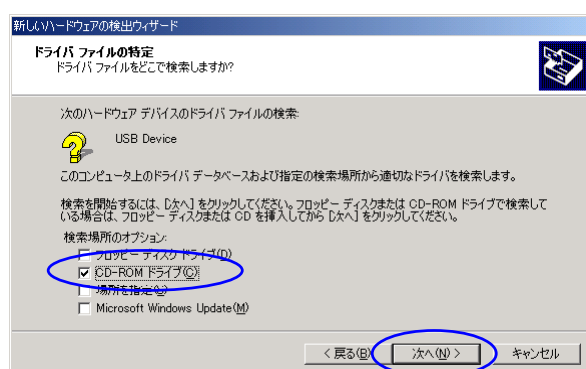 新しいハードウェアの検出ウィザード
ドライバ ファイルの特定
ドライバ ファイルをどこで検索しますか?
次のハードウェア デバイスのドライバ ファイルの検索:
USB Device
このコンピュータ上のドライバ データベースおよび指定の検索場所から適切なドライバを検索します。
検索を開始するには、[次へ] をクリックしてください。フロッピー ディスクまたは CD-ROM ドライブで検索して
いる場合は、フロッピー ディスクまたは CD を挿入してから [次へ] をクリックしてください。
検索場所のオプション:
フロッピー ディスク ドライブ(D)
CD-ROM ドライブ(C)
場所を指定(S)
Microsoft Windows Update(M)
< 戻る(B) 次へ(N) > キャンセル